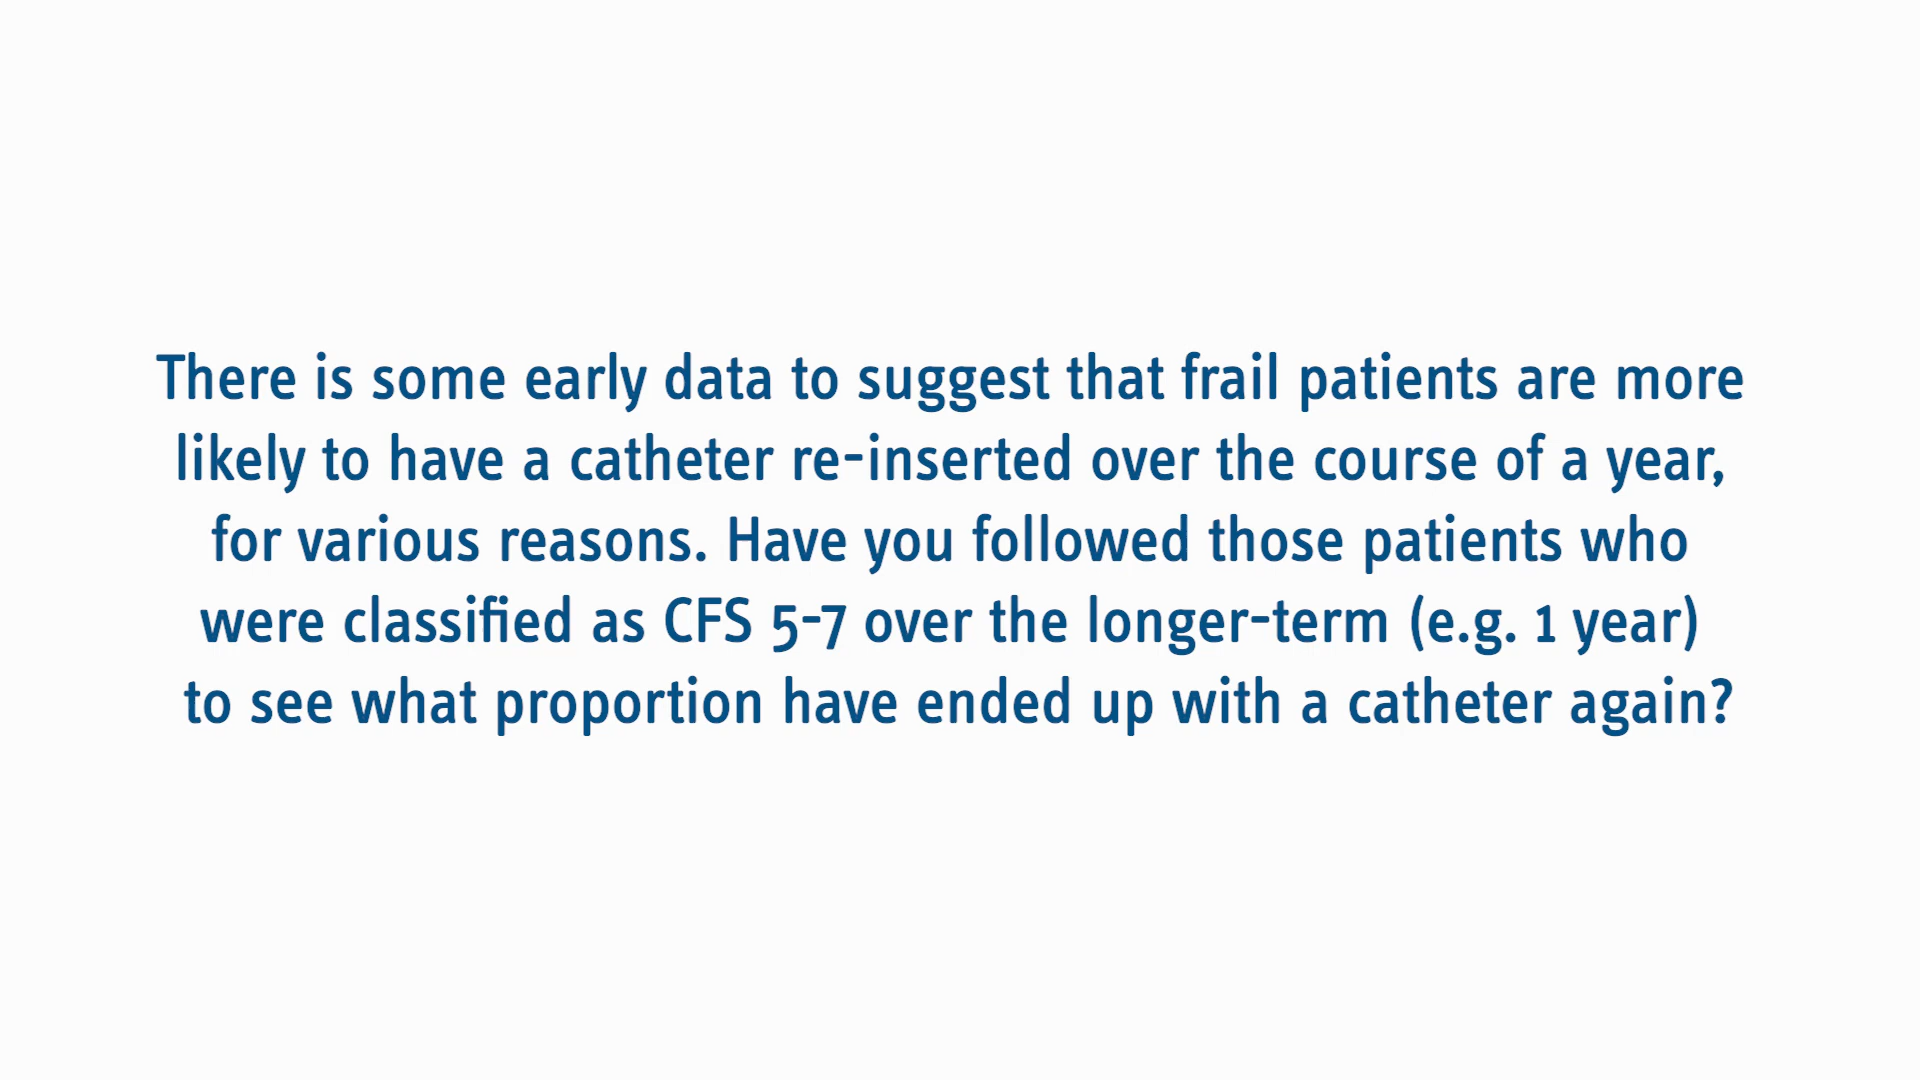 There is some early data to suggest that frail patients are more
likely to have a catheter re-inserted over the course of a year,
for various reasons. Have you followed those patients who
were classified as CFS 5-7 over the longer-term (e.g. 1 year)
to see what proportion have ended up with a catheter again?